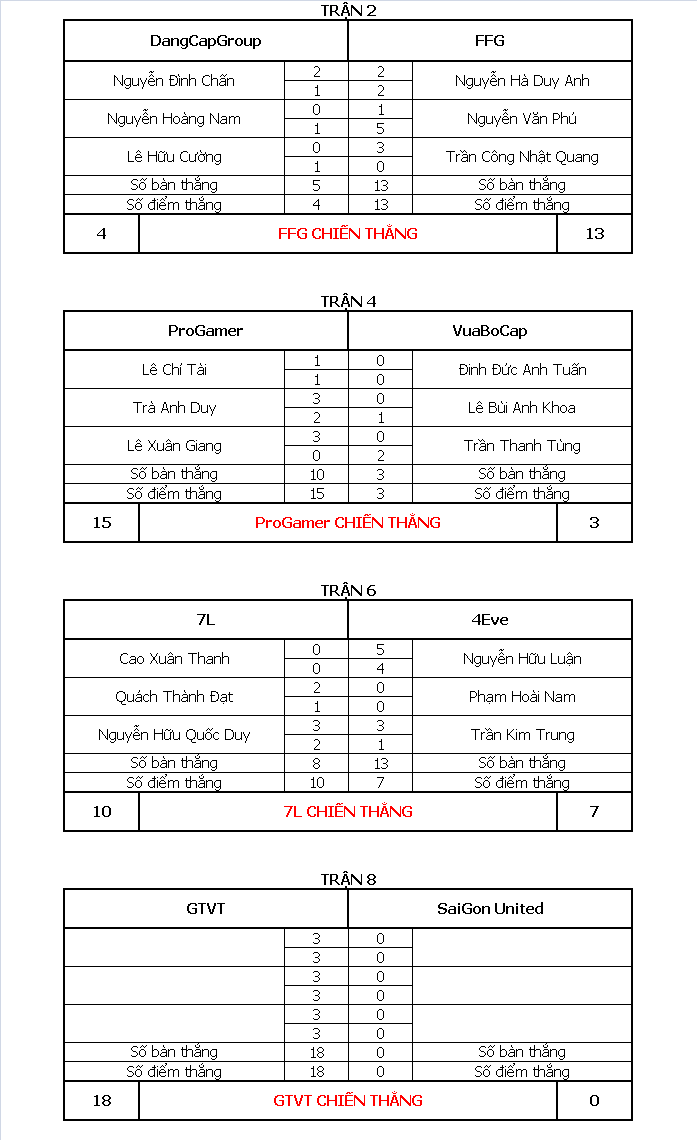 TRẬN 2
DangCapGroup FFG
Nguyễn Đình Chấn 2 2 Nguyễn Hà Duy Anh
1 2
Nguyễn Hoàng Nam 0 1 Nguyễn Văn Phú
1 5
Lê Hữu Cường 0 3 Trần Công Nhật Quang
1 0
Số bàn thắng 5 13 Số bàn thắng
Số điểm thắng 4 13 Số điểm thắng
4 FFG CHIẾN THẮNG 13
TRẬN 4
ProGamer VuaBoCap
Lê Chí Tài 1 0 Đinh Đức Anh Tuấn
1 0
Trà Anh Duy 3 0 Lê Bùi Anh Khoa
2 1
Lê Xuân Giang 3 0 Trần Thanh Tùng
0 2
Số bàn thắng 10 3 Số bàn thắng
Số điểm thắng 15 3 Số điểm thắng
15 ProGamer CHIẾN THẮNG 3
TRẬN 6
7L 4Eve
Cao Xuân Thanh 0 5 Nguyễn Hữu Luận
0 4
Quách Thành Đạt 2 0 Phạm Hoài Nam
1 0
Nguyễn Hữu Quốc Duy 3 3 Trần Kim Trung
2 1
Số bàn thắng 8 13 Số bàn thắng
Số điểm thắng 10 7 Số điểm thắng
10 7L CHIẾN THẮNG 7
TRẬN 8
GTVT SaiGon United
3 0
3 0
3 0
3 0
3 0
3 0
Số bàn thắng 18 0 Số bàn thắng
Số điểm thắng 18 0 Số điểm thắng
18 GTVT CHIẾN THẮNG 0